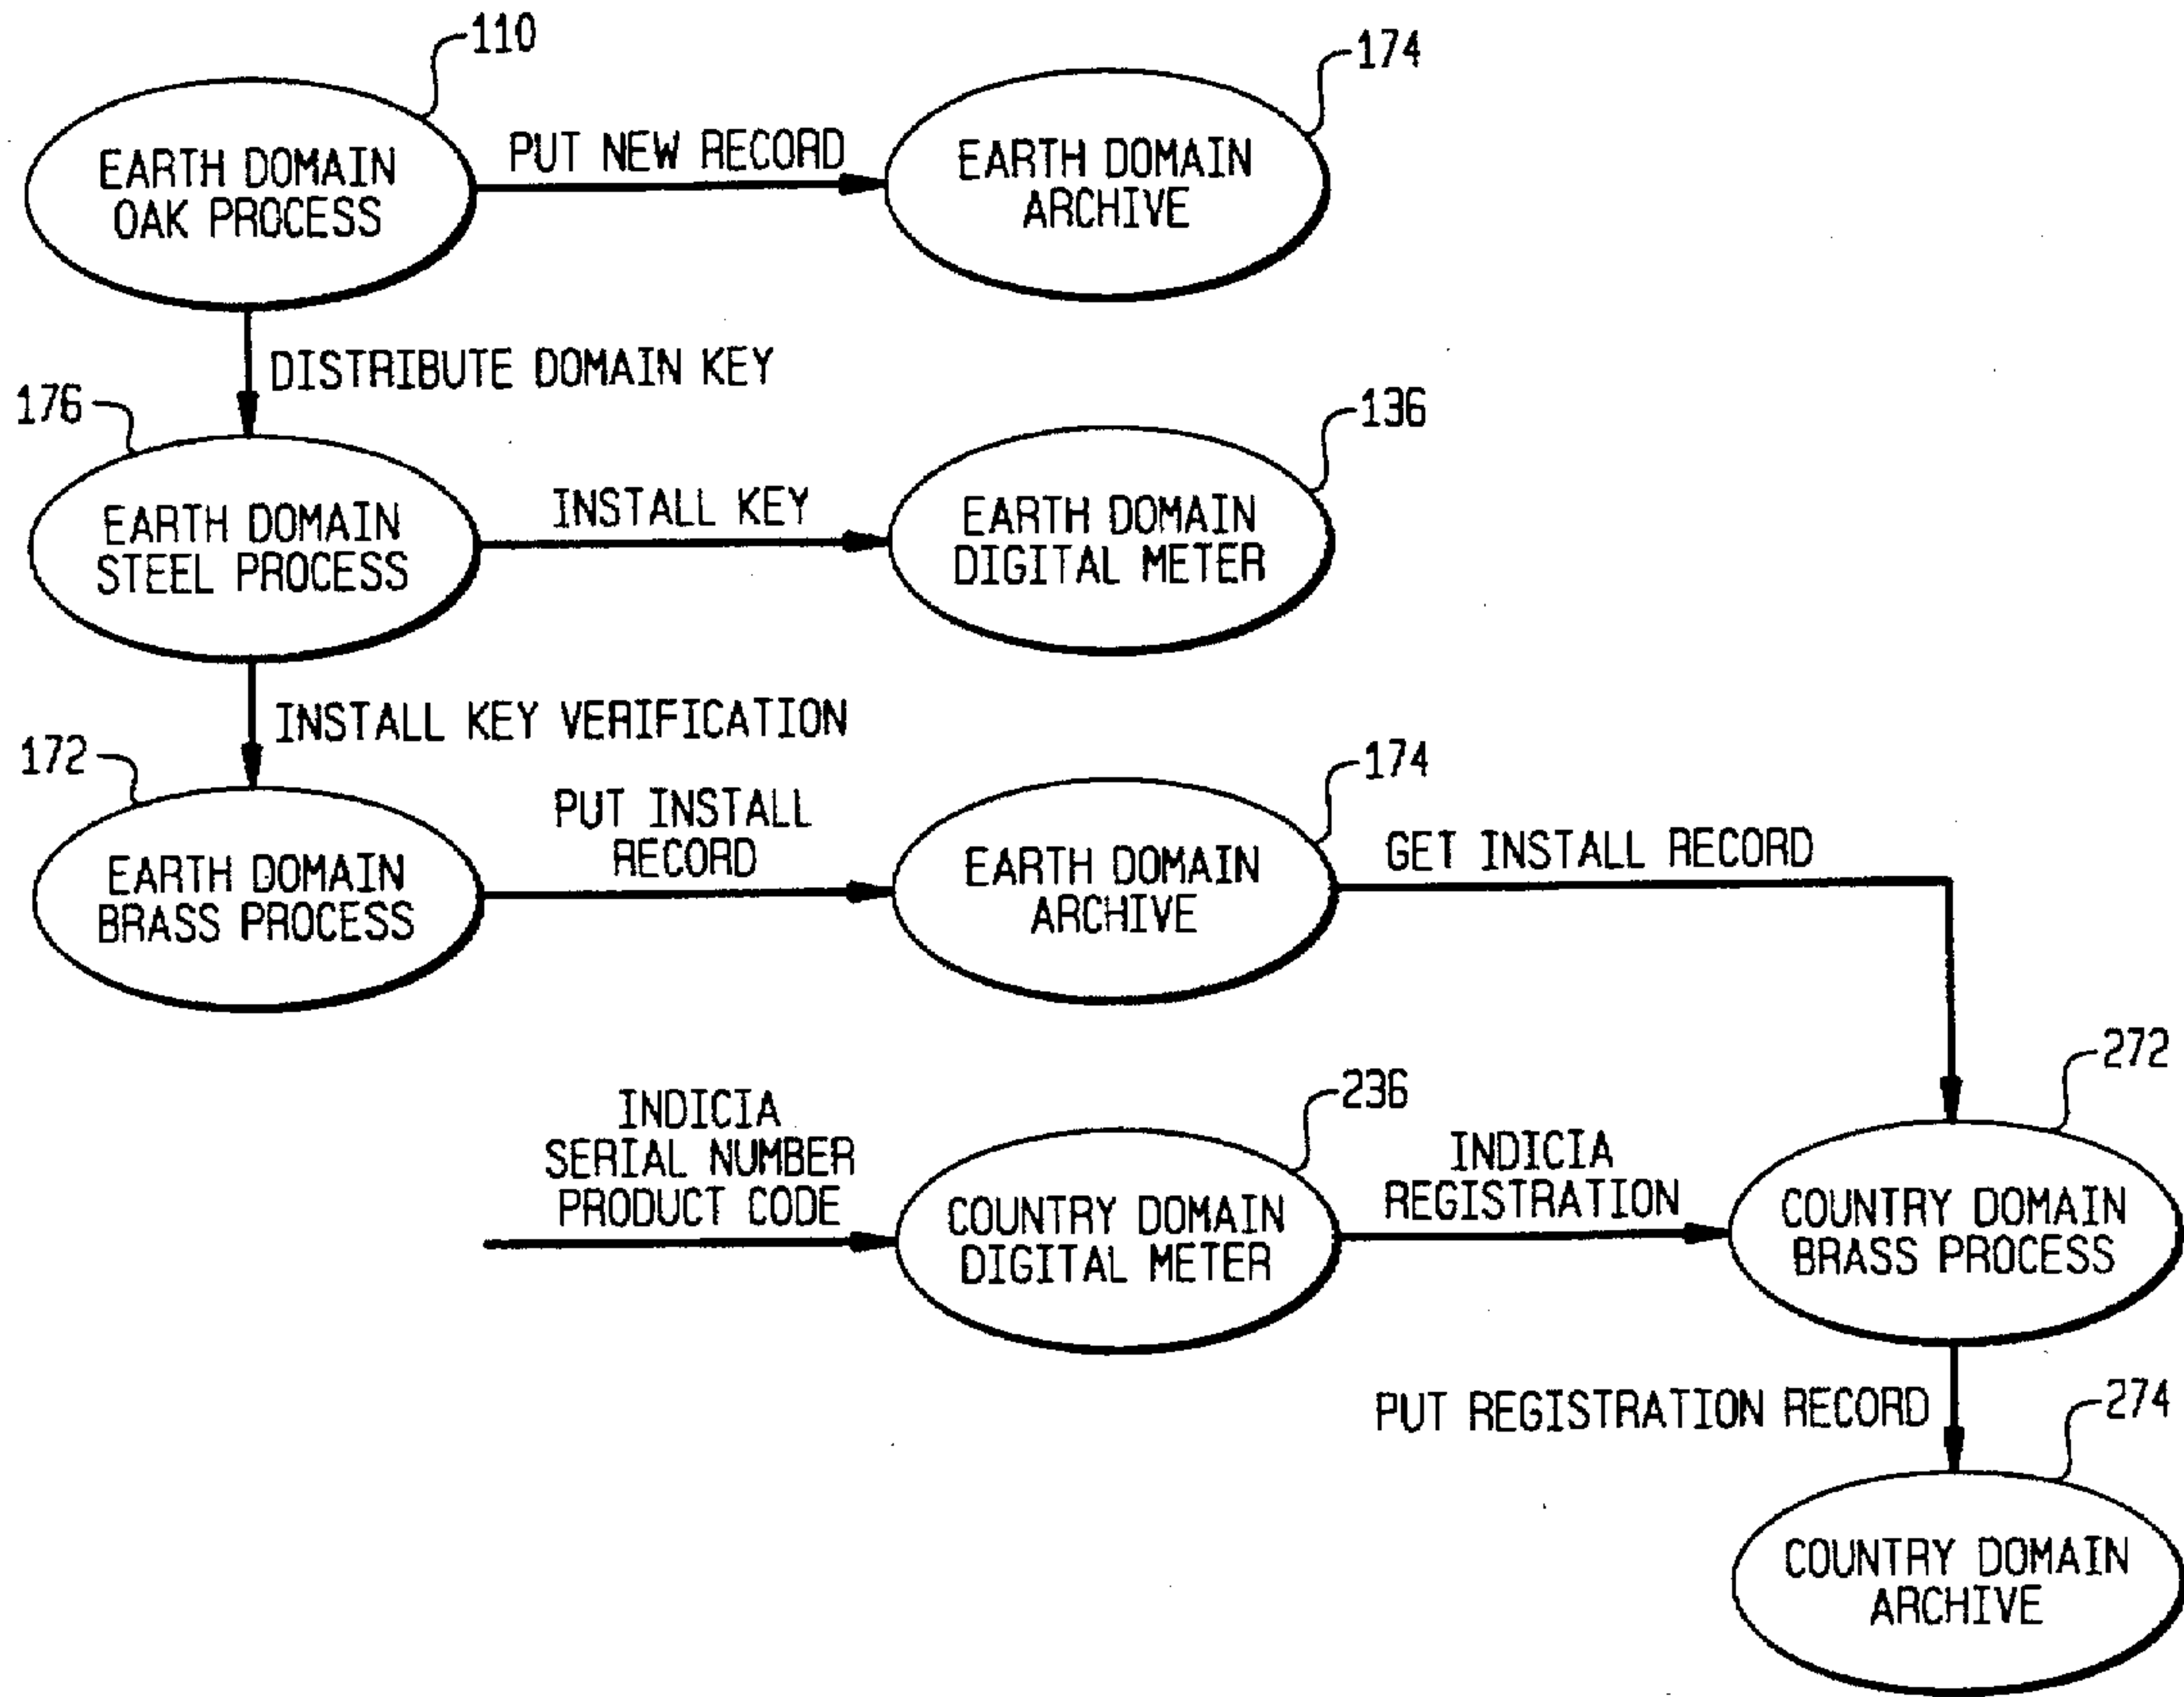 110
174
EARTH DOMAIN
OAK PROCESS
PUT NEW RECORD
EARTH DOMAIN
ARCHIVE
DISTRIBUTE DOMAIN KEY
176
136
EARTH DOMAIN
STEEL PROCESS
INSTALL KEY
EARTH DOMAIN
DIGITAL METER
INSTALL KEY VERIFICATION
172
174
EARTH DOMAIN
BRASS PROCESS
PUT INSTALL
RECORD
EARTH DOMAIN
ARCHIVE
GET INSTALL RECORD
272
INDICIA
SERIAL NUMBER
PRODUCT CODE
236
COUNTRY DOMAIN
DIGITAL METER
INDICIA
REGISTRATION
COUNTRY DOMAIN
BRASS PROCESS
PUT REGISTRATION RECORD
274
COUNTRY DOMAIN
ARCHIVE